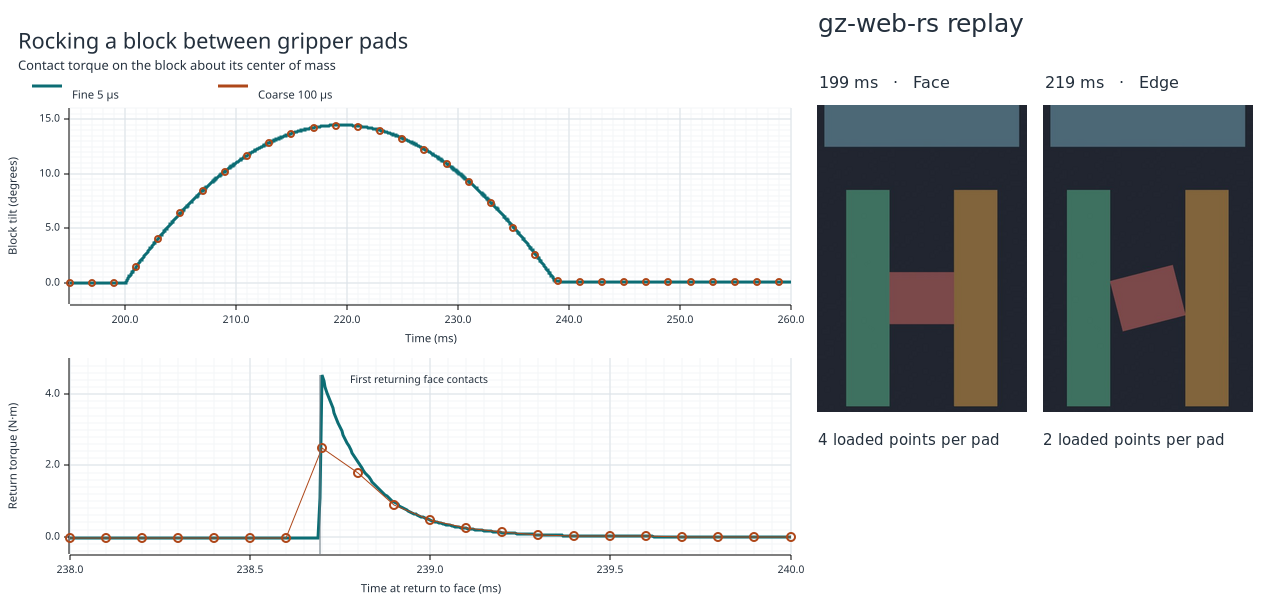 Rocking a block between gripper pads
Contact torque on the block about its center of mass
Fine 5 µs
Coarse 100 µs
15.0
10.0
5.0
0.0
Block tilt (degrees)
200.0
210.0
220.0
230.0
240.0
250.0
260.0
Time (ms)
First returning face contacts
4.0
2.0
0.0
Return torque (N·m)
238.0
238.5
239.0
239.5
240.0
Time at return to face (ms)
gz-web-rs replay
199 ms · Face
219 ms · Edge
4 loaded points per pad
2 loaded points per pad